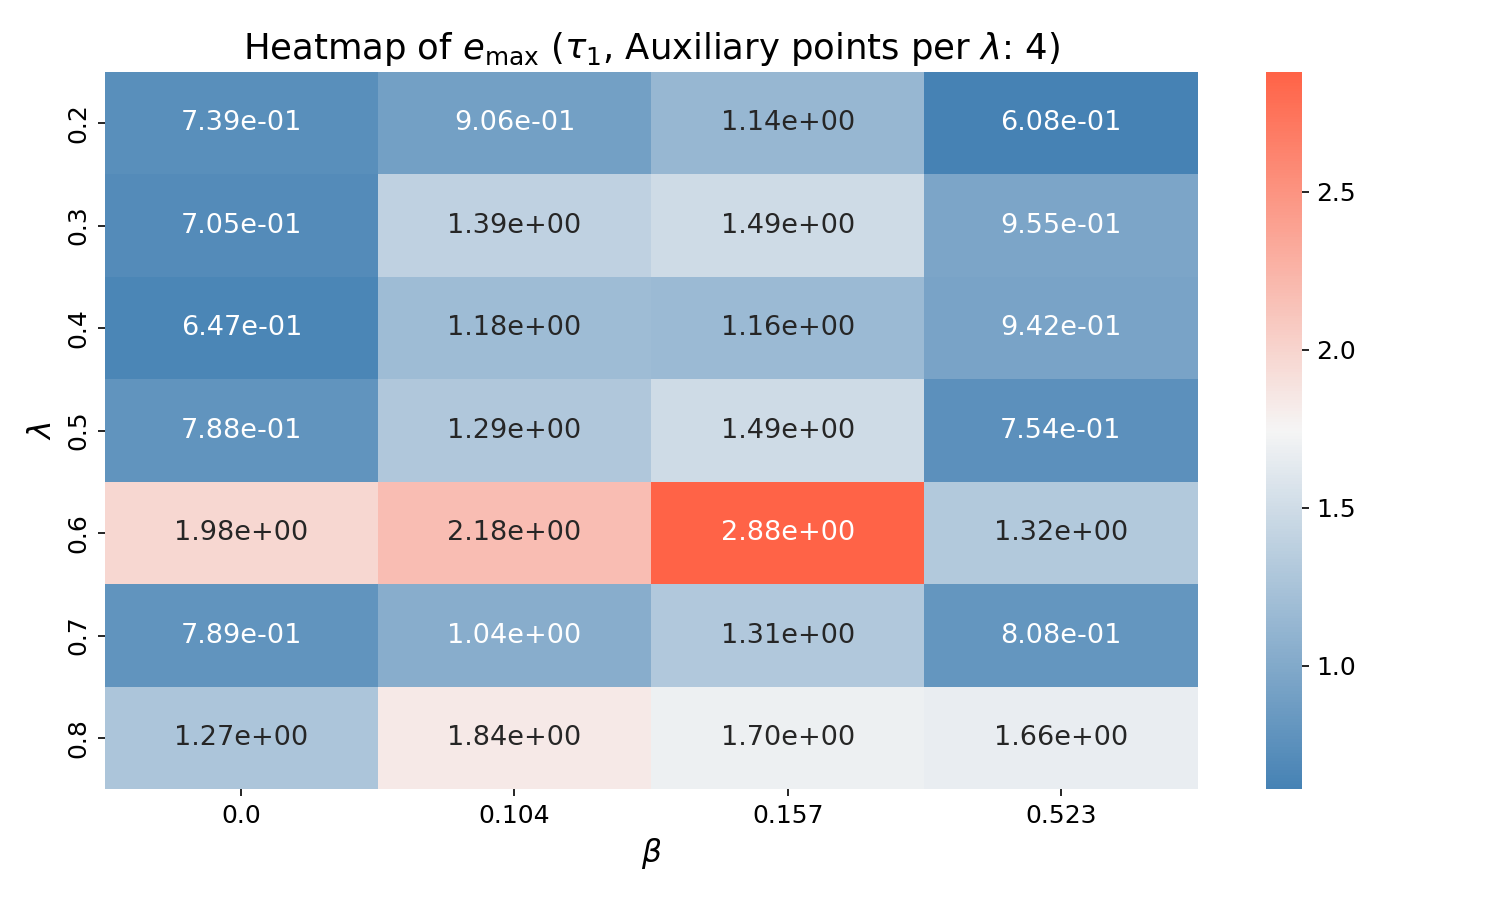 Heatmap of e_max (τ_1, Auxiliary points per λ: 4)
λ
0.2 7.39e-01 9.06e-01 1.14e+00 6.08e-01
0.3 7.05e-01 1.39e+00 1.49e+00 9.55e-01
0.4 6.47e-01 1.18e+00 1.16e+00 9.42e-01
0.5 7.88e-01 1.29e+00 1.49e+00 7.54e-01
0.6 1.98e+00 2.18e+00 2.88e+00 1.32e+00
0.7 7.89e-01 1.04e+00 1.31e+00 8.08e-01
0.8 1.27e+00 1.84e+00 1.70e+00 1.66e+00
0.0 0.104 0.157 0.523
β
2.5
2.0
1.5
1.0